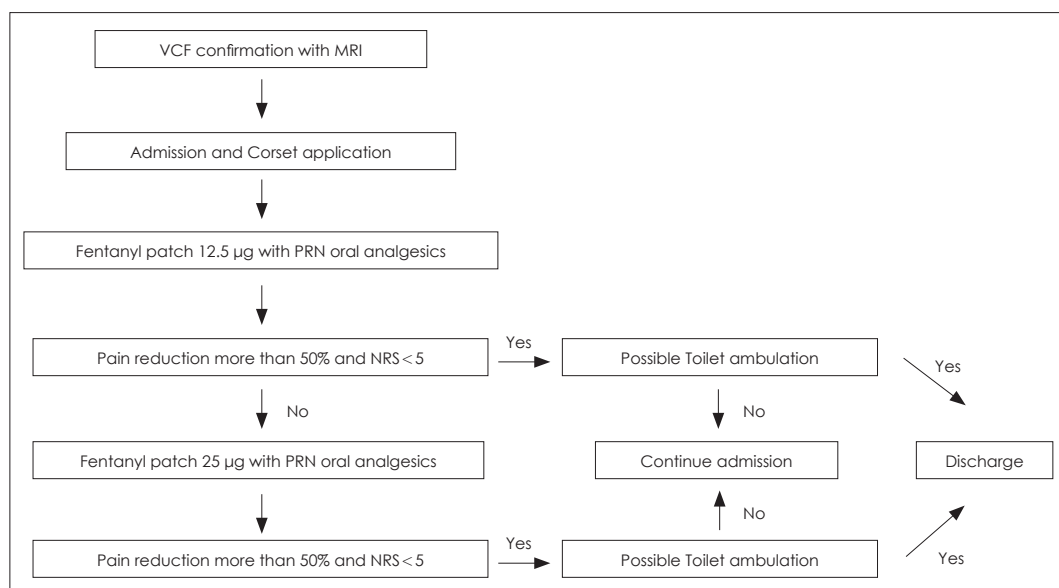 VCF confirmation with MRI
Admission and Corset application
Fentanyl patch 12.5 µg with PRN oral analgesics
Pain reduction more than 50% and NRS<5
Yes
Possible Toilet ambulation
Yes
No
No
Fentanyl patch 25 µg with PRN oral analgesics
Continue admission
Discharge
No
Pain reduction more than 50% and NRS<5
Yes
Possible Toilet ambulation
Yes